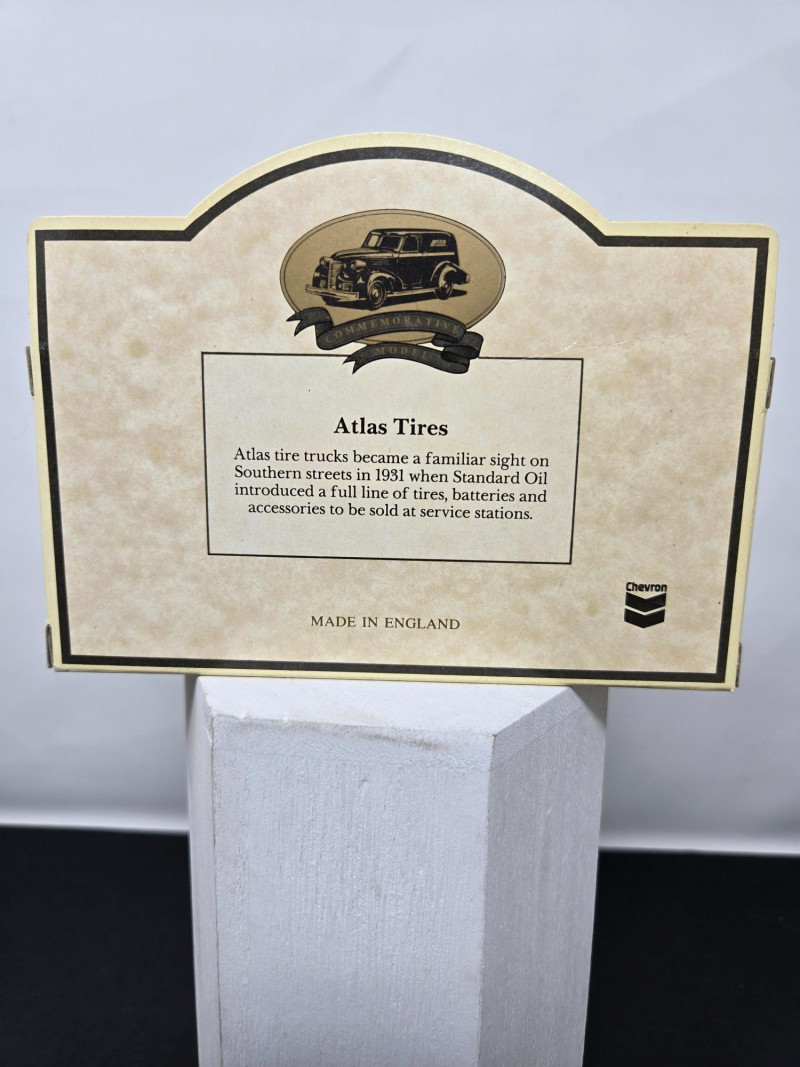 COMMEMORATIVE
MODEL
Atlas Tires
Atlas tire trucks became a familiar sight on
Southern streets in 1931 when Standard Oil
introduced a full line of tires, batteries and
accessories to be sold at service stations.
MADE IN ENGLAND
Chevron